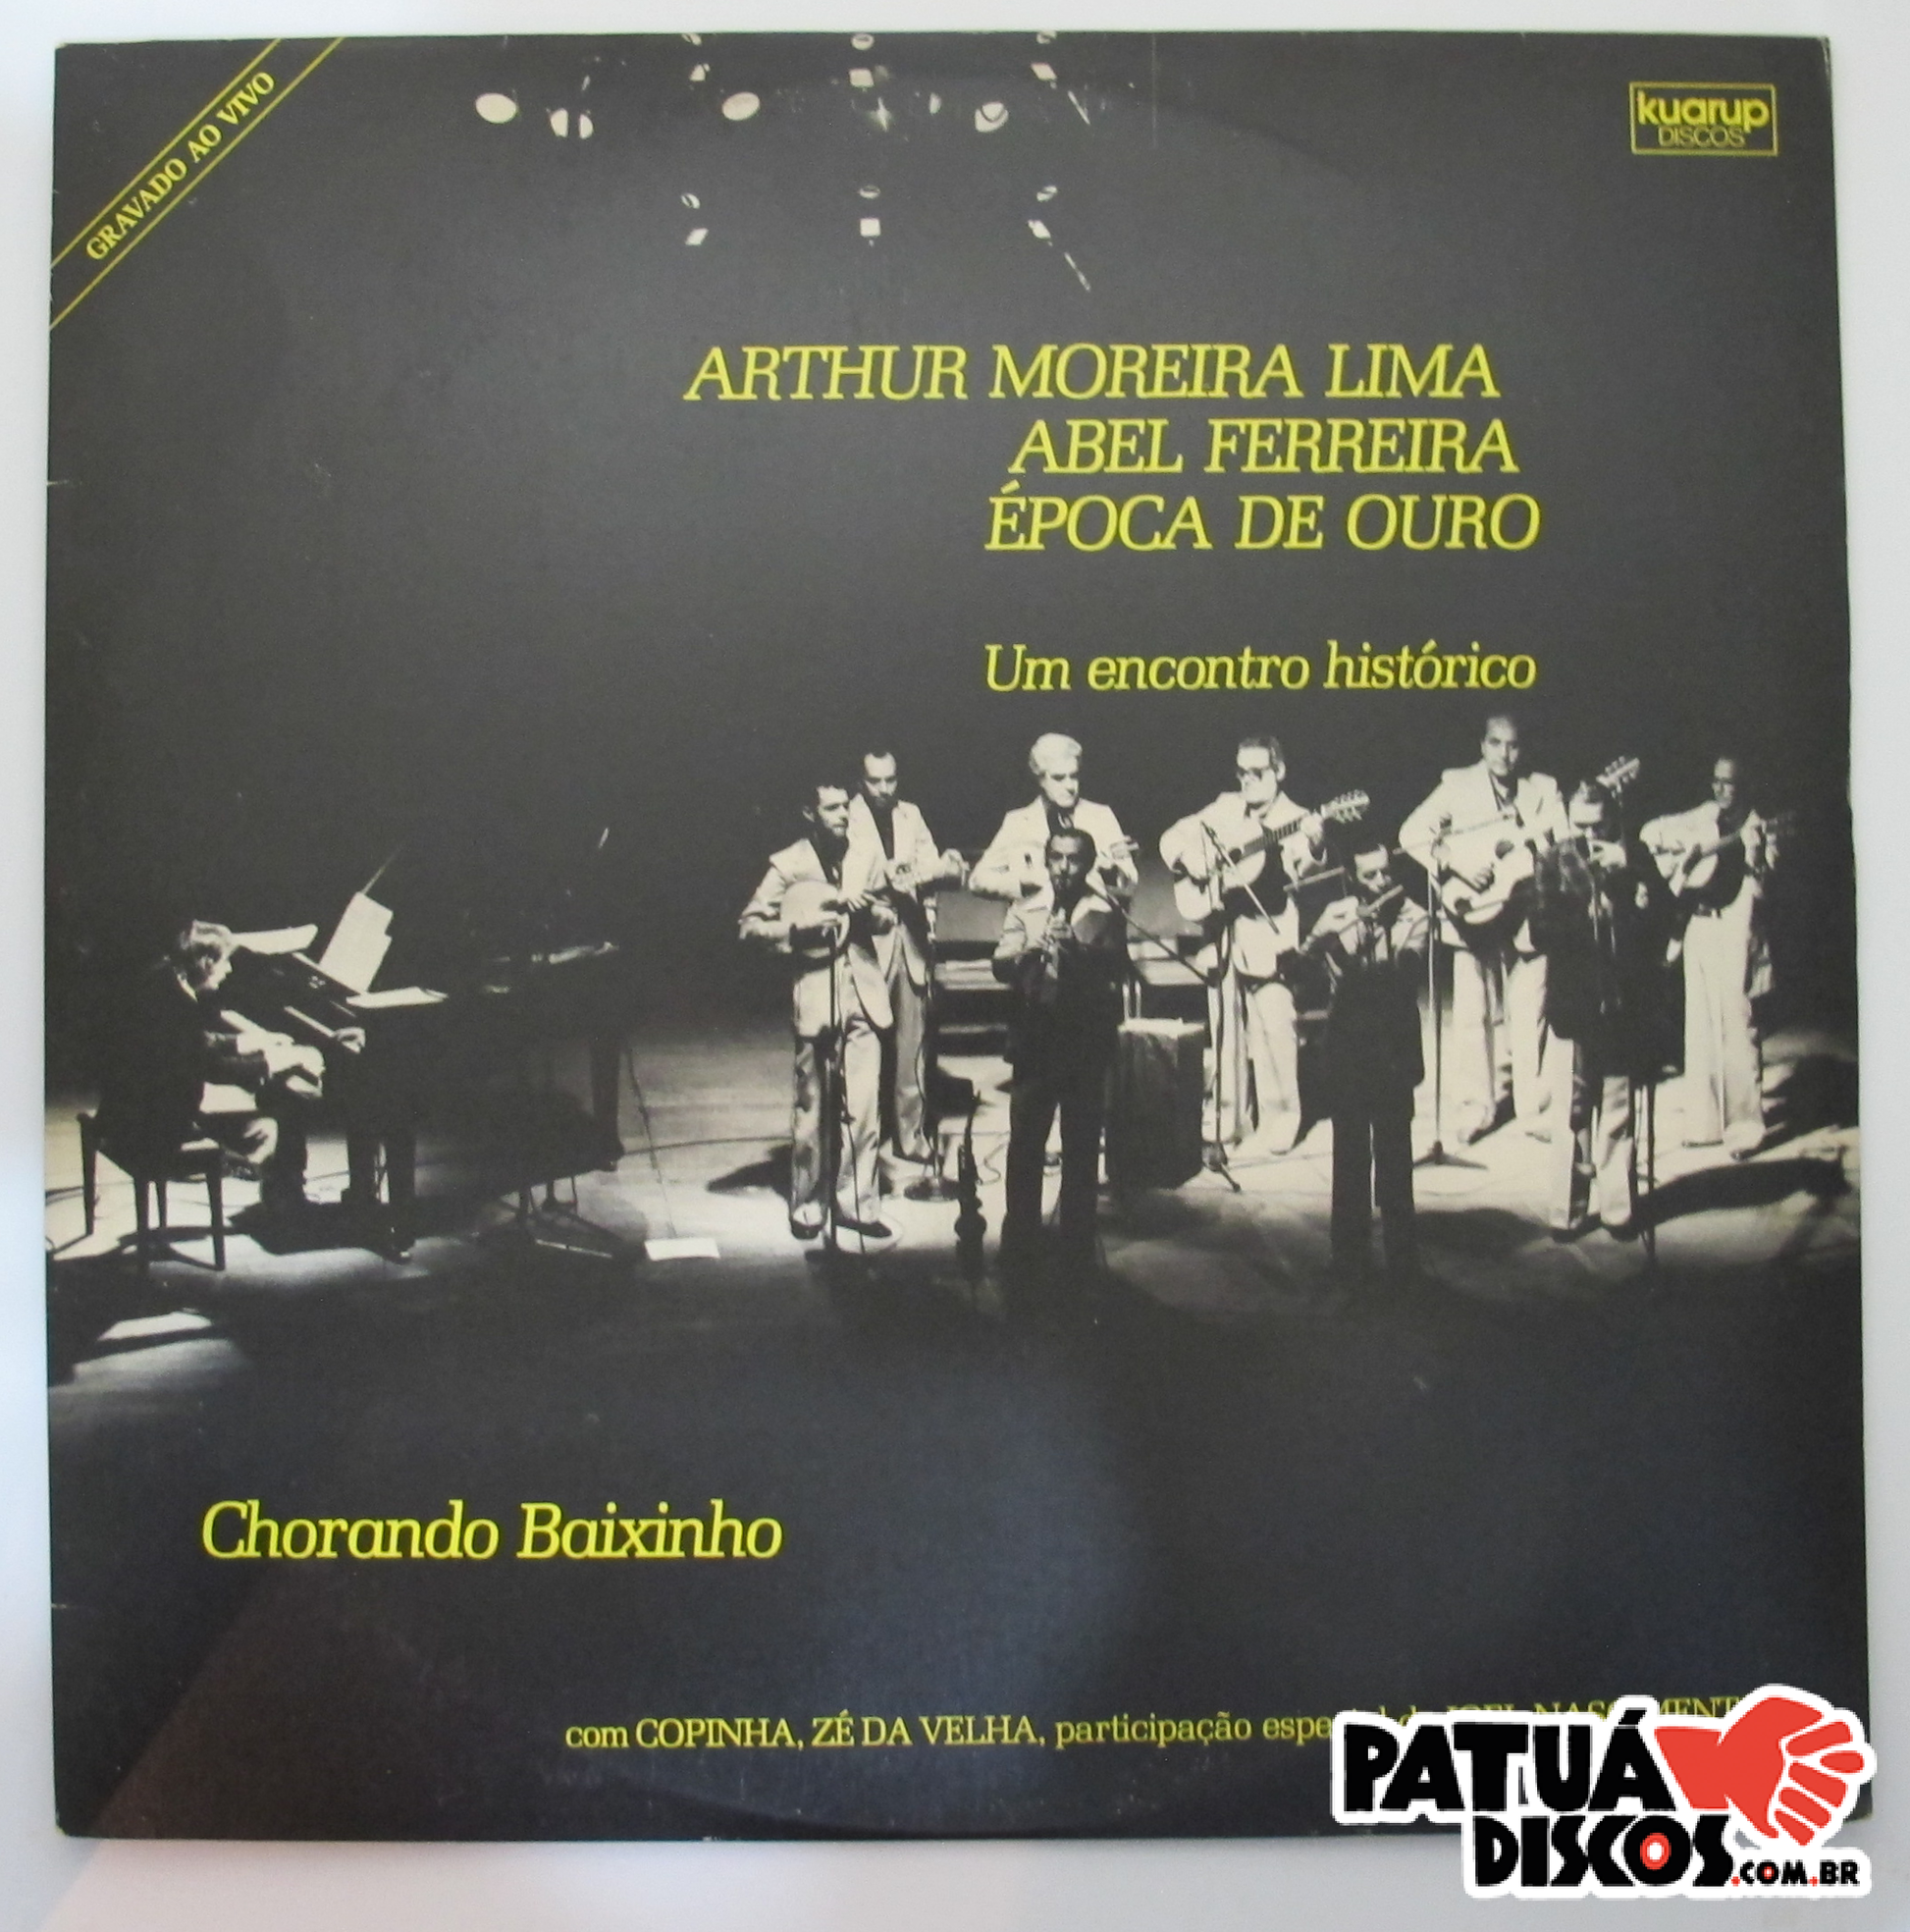 GRAVADO AO VIVO
kuarup
DISCOS
ARTHUR MOREIRA LIMA
ABEL FERREIRA
ÉPOCA DE OURO
Um encontro histórico
Chorando Baixinho
com COPINHA, ZÉ DA VELHA, participação
PATUÁ
DISCOS.COM.BR